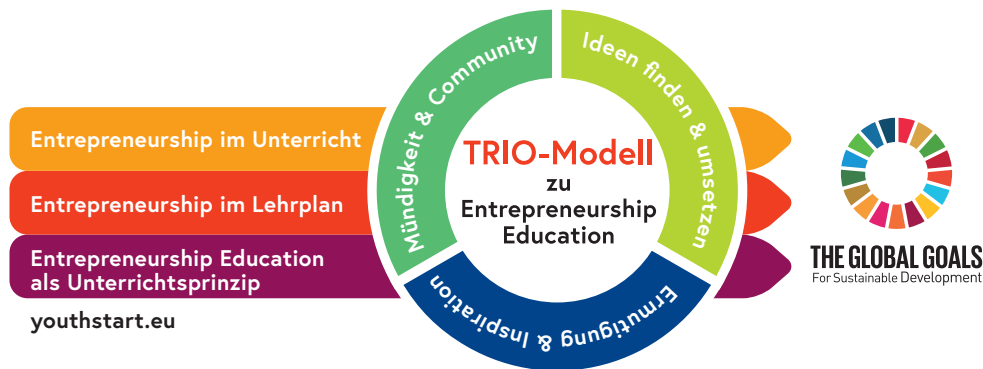 Entrepreneurship im Unterricht
Entrepreneurship im Lehrplan
Entrepreneurship Education
als Unterrichtsprinzip
youthstart.eu
Mündigkeit & Community
Ideen finden & umsetzen
Ermutigung & Inspiration
TRIO-Modell
zu
Entrepreneurship
Education
THE GLOBAL GOALS
For Sustainable Development